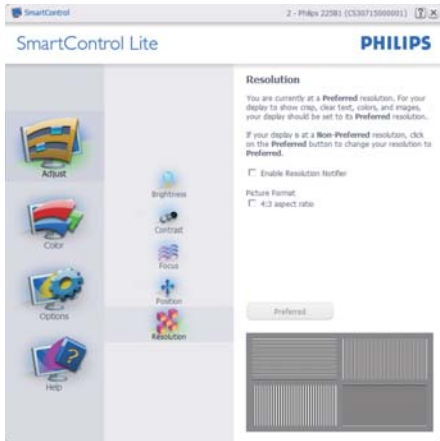 SmartControl
2 - Philips 225B1 (CS30715000001)
SmartControl Lite
PHILIPS
Adjust
Color
Options
Help
Brightness
Contrast
Focus
Position
Resolution
Resolution
You are currently at a Preferred resolution. For your
display to show crisp, clear text, colors, and images,
your display should be set to its Preferred resolution.
If your display is at a Non-Preferred resolution, click
on the Preferred button to change your resolution to
Preferred.
Enable Resolution Notifier
Picture Format
4:3 aspect ratio
Preferred